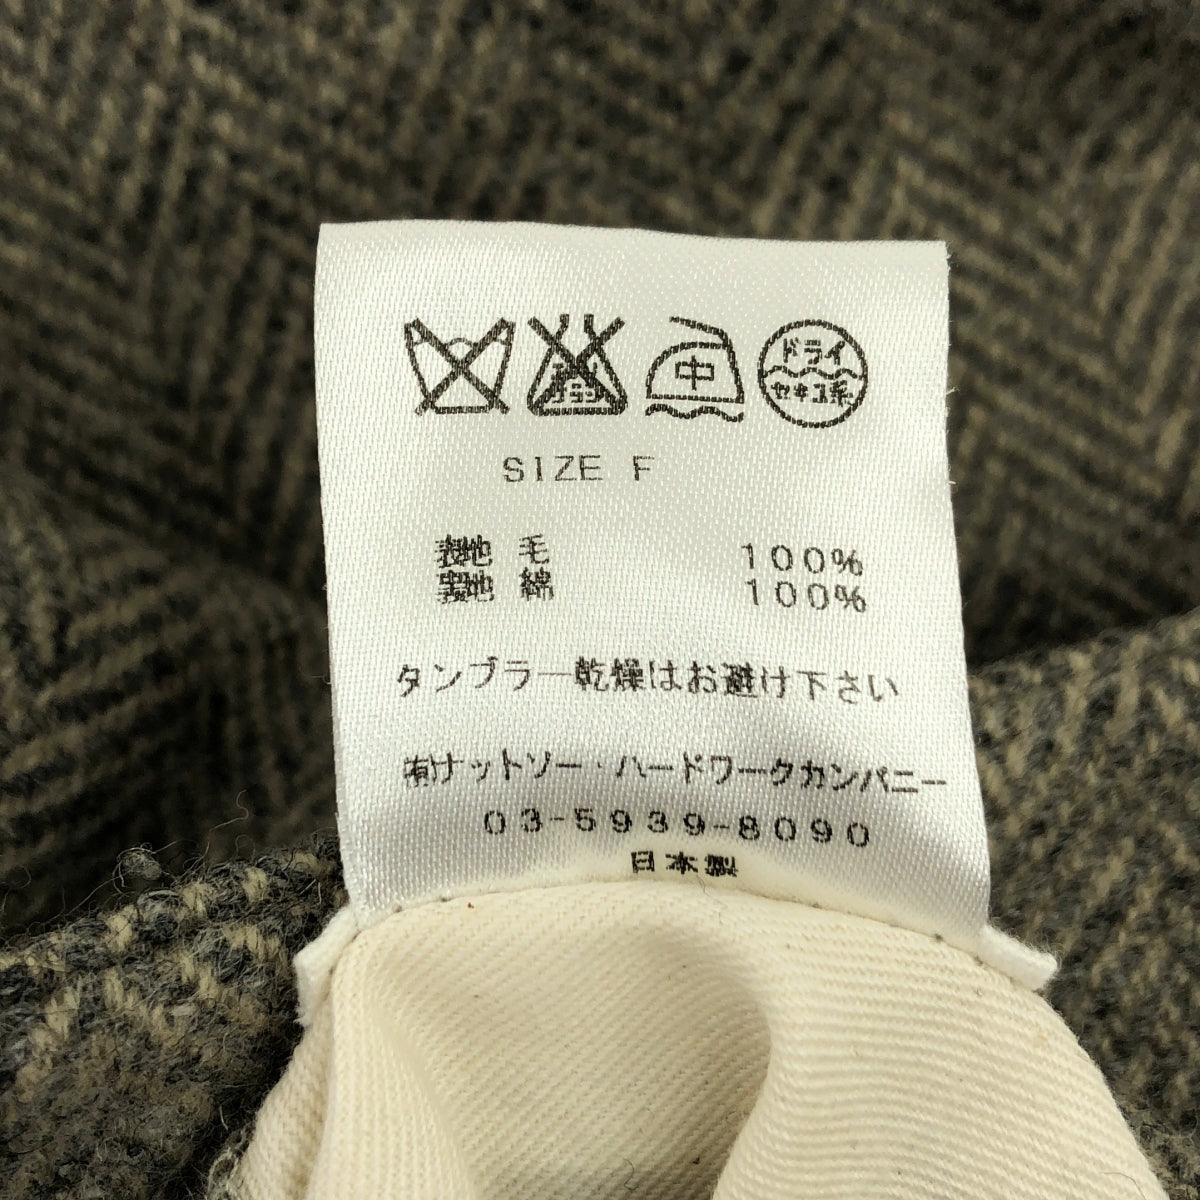 中
ドライ
セキユ系
SIZE F
表地 毛 100%
裏地 綿 100%
タンブラー乾燥はお避け下さい
㈲ナットソー・ハードワークカンパニー
03-5939-8090
日本製